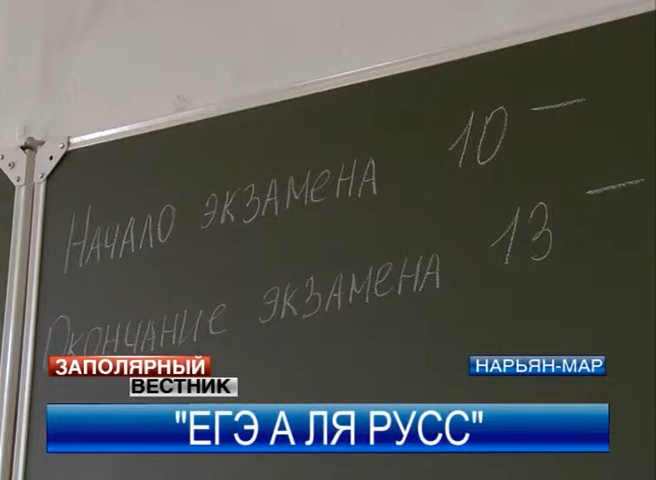 Начало экзамена 10 —
Окончание экзамена 13 —
ЗАПОЛЯРНЫЙ
ВЕСТНИК
НАРЬЯН-МАР
"ЕГЭ А ЛЯ РУСС"